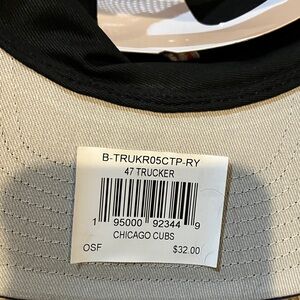 B-TRUKR05CTP-RY
47 TRUCKER
1 95000 92344 9
CHICAGO CUBS
OSF $32.00